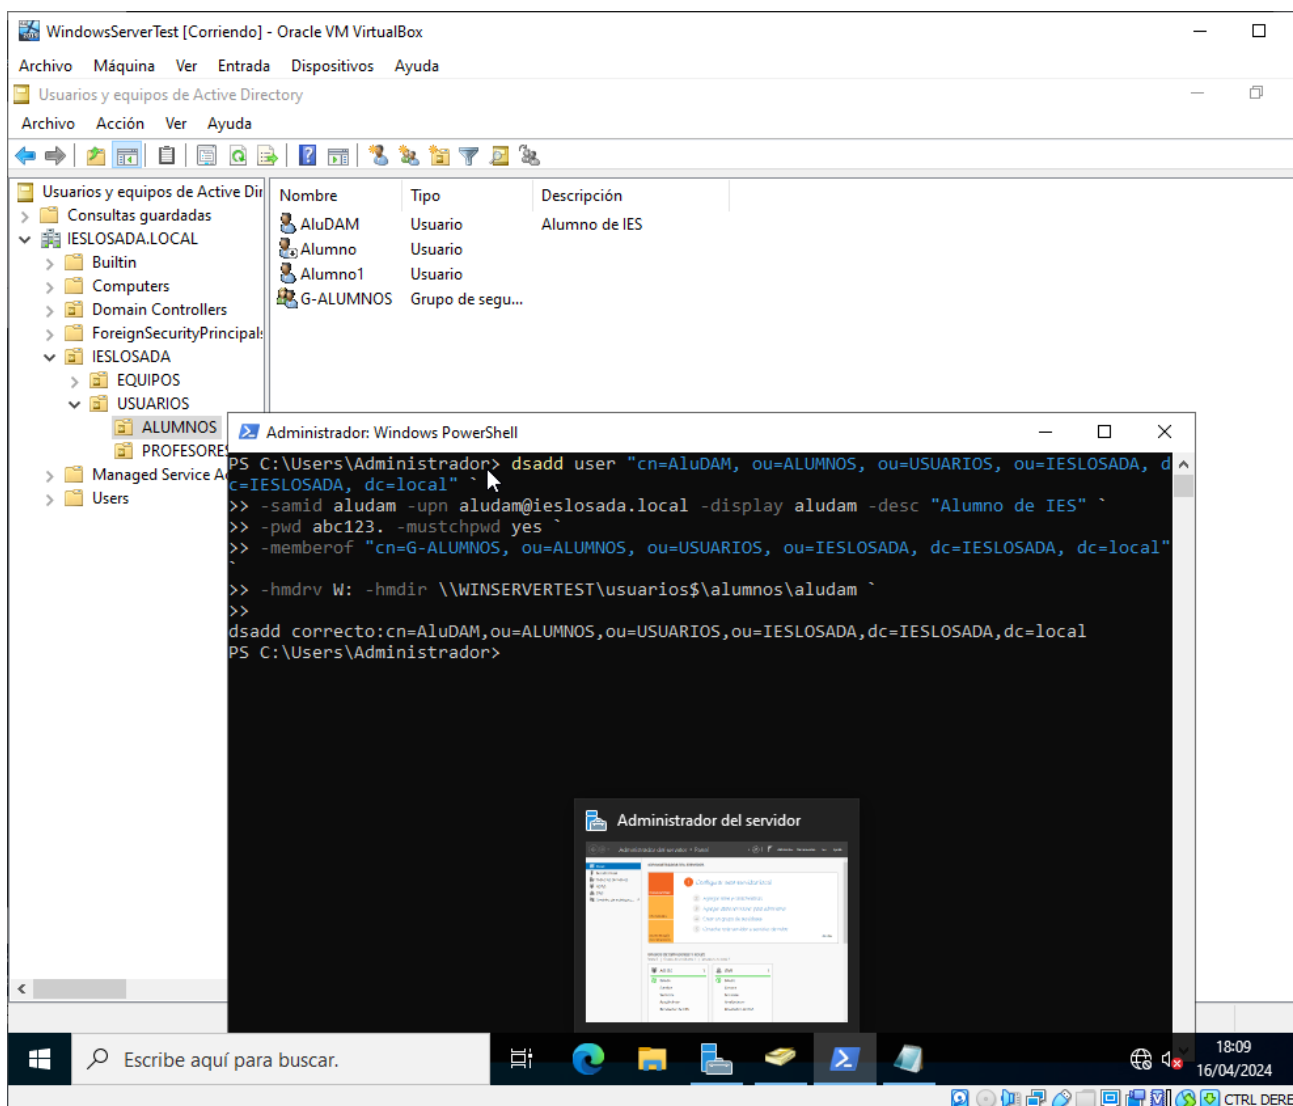 WindowsServerTest [Corriendo] - Oracle VM VirtualBox
Archivo Máquina Ver Entrada Dispositivos Ayuda
Usuarios y equipos de Active Directory
Archivo Acción Ver Ayuda
Usuarios y equipos de Active Dir
Consultas guardadas
IESLOSADA.LOCAL
Builtin
Computers
Domain Controllers
ForeignSecurityPrincipal
IESLOSADA
EQUIPOS
USUARIOS
ALUMNOS
PROFESORES
Managed Service A
Users
Nombre Tipo Descripción
AluDAM Usuario Alumno de IES
Alumno Usuario
Alumno1 Usuario
G-ALUMNOS Grupo de segu...
Administrador: Windows PowerShell
PS C:\Users\Administrador> dsadd user "cn=AluDAM, ou=ALUMNOS, ou=USUARIOS, ou=IESLOSADA, d
c=IESLOSADA, dc=local" `
>> -samid aludam -upn aludam@ieslosada.local -display aludam -desc "Alumno de IES" `
>> -pwd abc123. -mustchpwd yes `
>> -memberof "cn=G-ALUMNOS, ou=ALUMNOS, ou=USUARIOS, ou=IESLOSADA, dc=IESLOSADA, dc=local"
`
>> -hmdrv W: -hmdir \\WINSERVERTEST\usuarios$\alumnos\aludam `
>>
dsadd correcto:cn=AluDAM,ou=ALUMNOS,ou=USUARIOS,ou=IESLOSADA,dc=IESLOSADA,dc=local
PS C:\Users\Administrador>
Administrador del servidor
Escribe aquí para buscar.
18:09
16/04/2024
CTRL DERE